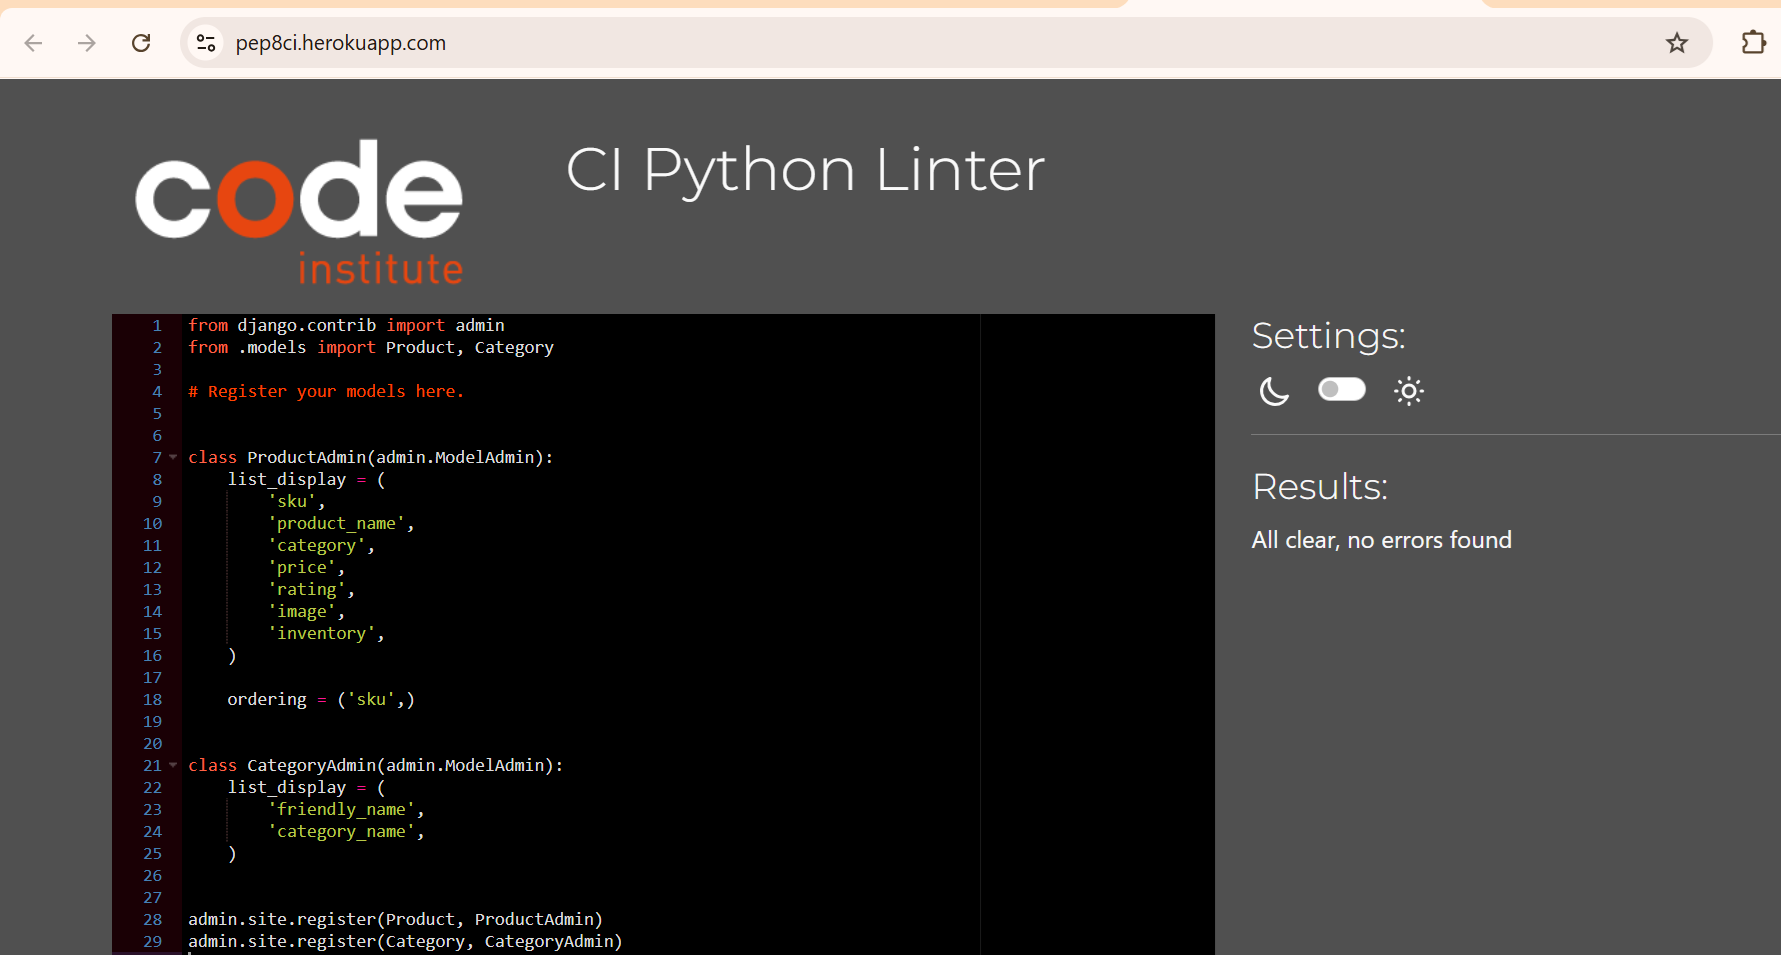 pep8ci.herokuapp.com
code
institute
CI Python Linter
1 from django.contrib import admin
2 from .models import Product, Category
3
4 # Register your models here.
5
6
7 class ProductAdmin(admin.ModelAdmin):
8     list_display = (
9         'sku',
10         'product_name',
11         'category',
12         'price',
13         'rating',
14         'image',
15         'inventory',
16     )
17
18     ordering = ('sku',)
19
20
21 class CategoryAdmin(admin.ModelAdmin):
22     list_display = (
23         'friendly_name',
24         'category_name',
25     )
26
27
28 admin.site.register(Product, ProductAdmin)
29 admin.site.register(Category, CategoryAdmin)
Settings:
Results:
All clear, no errors found